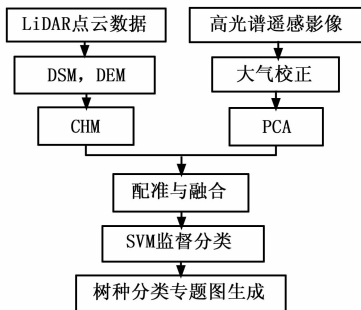 LiDAR点云数据
高光谱遥感影像
DSM，DEM
大气校正
CHM
PCA
配准与融合
SVM监督分类
树种分类专题图生成